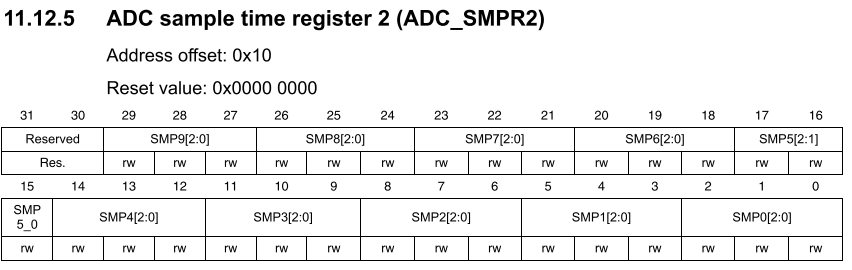 11.12.5 ADC sample time register 2 (ADC_SMPR2)
Address offset: 0x10
Reset value: 0x0000 0000
31 30 29 28 27 26 25 24 23 22 21 20 19 18 17 16
Reserved SMP9[2:0] SMP8[2:0] SMP7[2:0] SMP6[2:0] SMP5[2:1]
Res. rw rw rw rw rw rw rw rw rw rw rw rw rw rw
15 14 13 12 11 10 9 8 7 6 5 4 3 2 1 0
SMP
5_0 SMP4[2:0] SMP3[2:0] SMP2[2:0] SMP1[2:0] SMP0[2:0]
rw rw rw rw rw rw rw rw rw rw rw rw rw rw rw rw